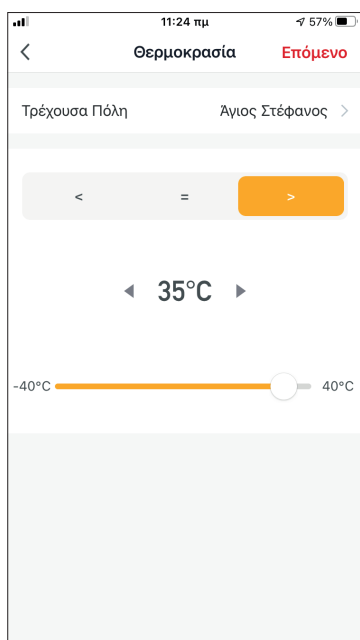 11:24 πμ 57%
Θερμοκρασία Επόμενο
Τρέχουσα Πόλη Άγιος Στέφανος >
< = >
35°C
-40°C 40°C